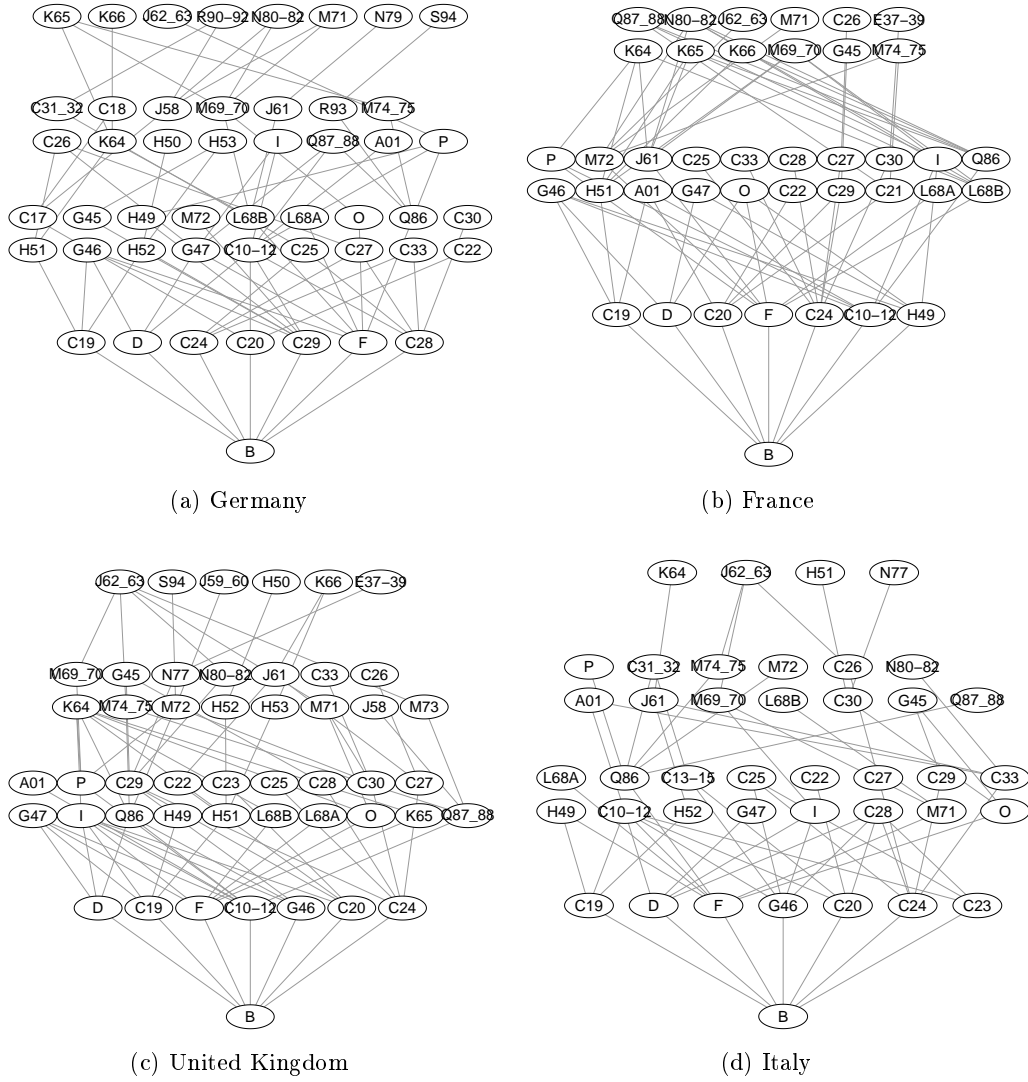 K65 K66 J62_63 R90−92 N80−82 M71 N79 S94
C31_32 C18 J58 M69_70 J61 R93 M74_75
C26 K64 H50 H53 I Q87_88 A01 P
C17 G45 H49 M72 L68B L68A O Q86 C30
H51 G46 H52 G47 C10−12 C25 C27 C33 C22
C19 D C24 C20 C29 F C28
B
(a) Germany
Q87_88 N80−82 J62_63 M71 C26 E37−39
K64 K65 K66 M69_70 G45 M74_75
P M72 J61 C25 C33 C28 C27 C30 I Q86
G46 H51 A01 G47 O C22 C29 C21 L68A L68B
C19 D C20 F C24 C10−12 H49
B
(b) France
J62_63 S94 J59_60 H50 K66 E37−39
M69_70 G45 N77 N80−82 J61 C33 C26
K64 M74_75 M72 H52 H53 M71 J58 M73
A01 P C29 C22 C23 C25 C28 C30 C27
G47 I Q86 H49 H51 L68B L68A O K65 Q87_88
D C19 F C10−12 G46 C20 C24
B
(c) United Kingdom
K64 J62_63 H51 N77
P C31_32 M74_75 M72 C26 N80−82
A01 J61 M69_70 L68B C30 G45 Q87_88
L68A Q86 C13−15 C25 C22 C27 C29 C33
H49 C10−12 H52 G47 I C28 M71 O
C19 D F G46 C20 C24 C23
B
(d) Italy